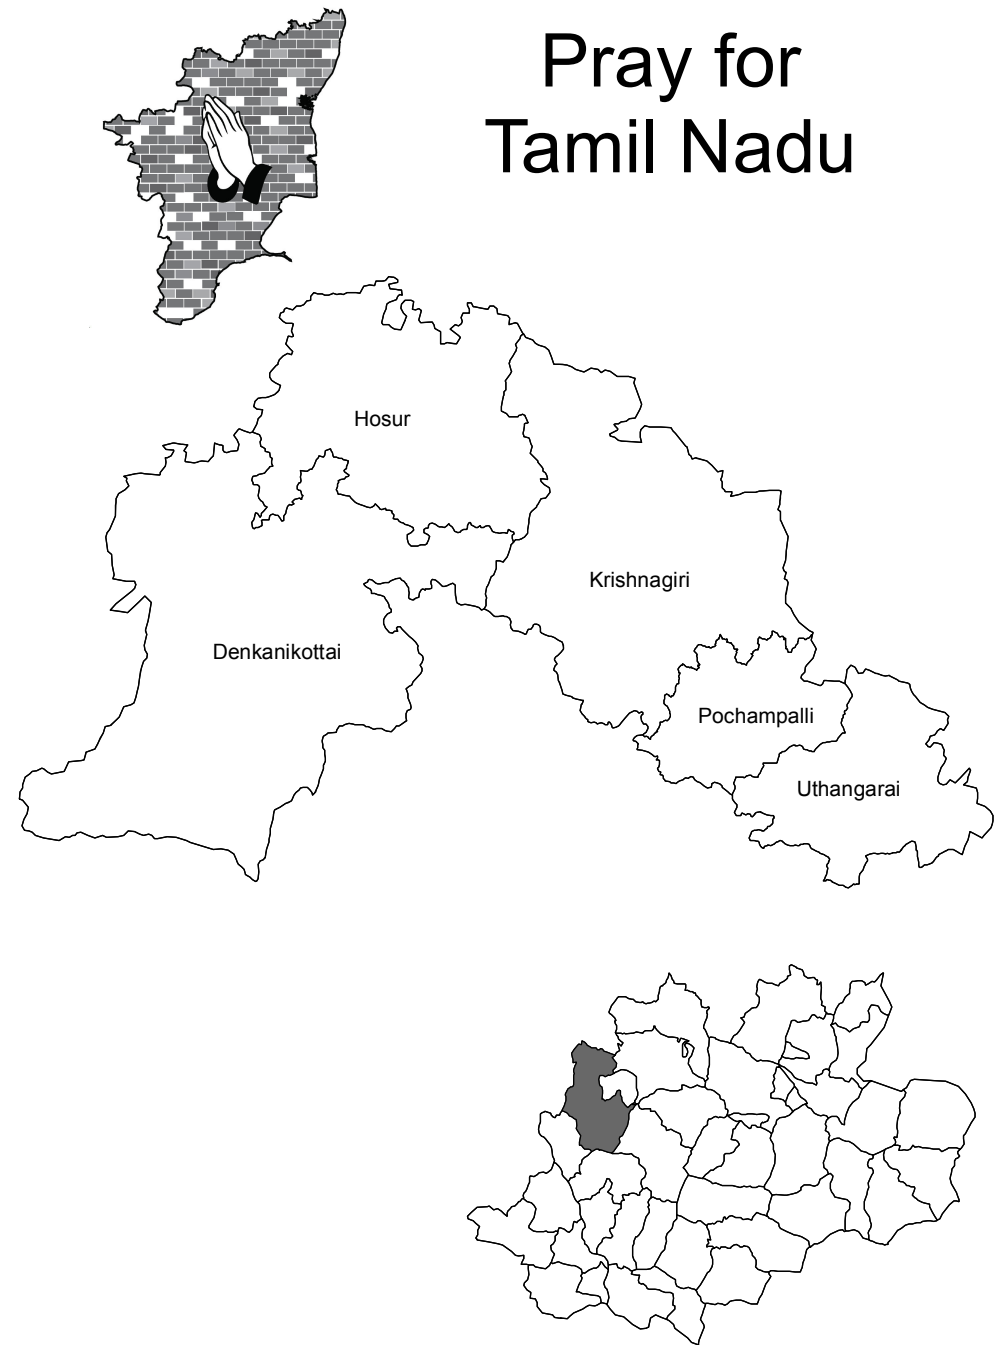 Pray for
Tamil Nadu
Hosur
Krishnagiri
Denkanikottai
Pochampalli
Uthangarai